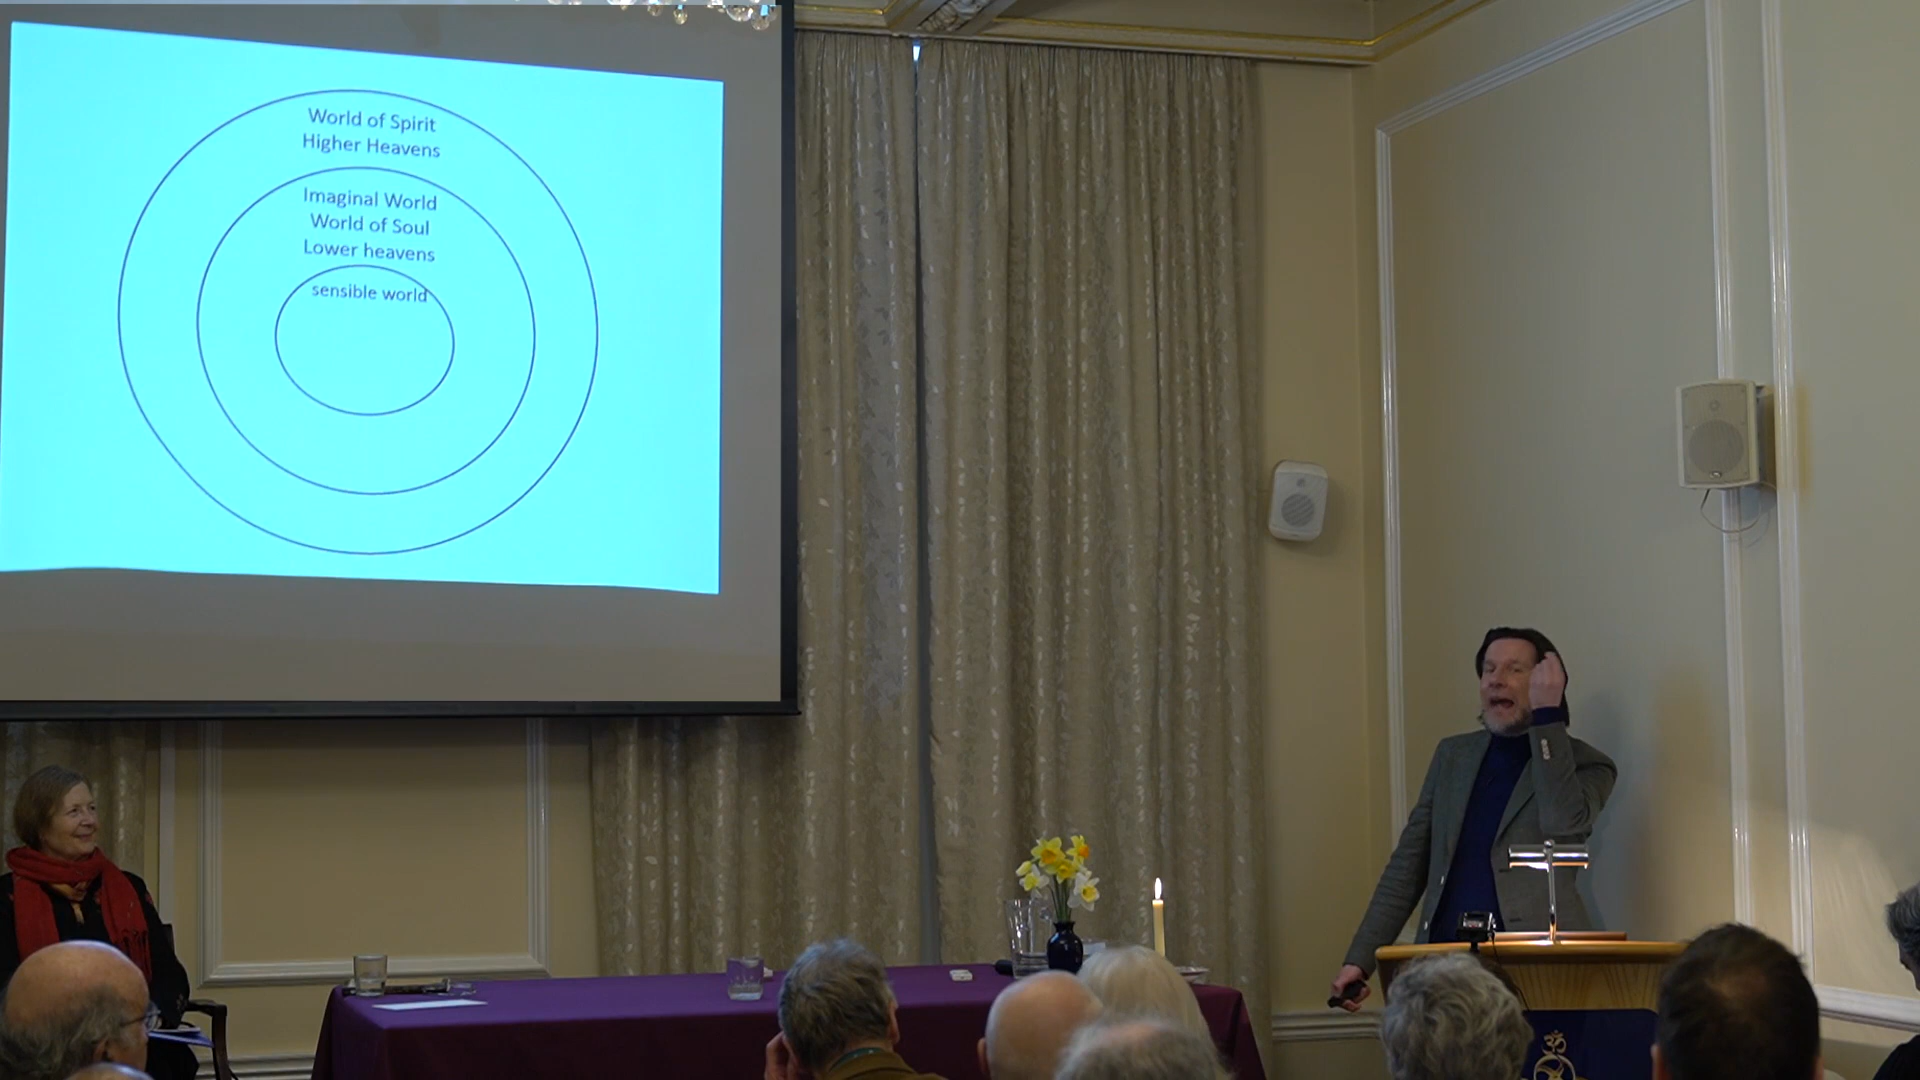 World of Spirit
Higher Heavens
Imaginal World
World of Soul
Lower heavens
sensible world
ॐ